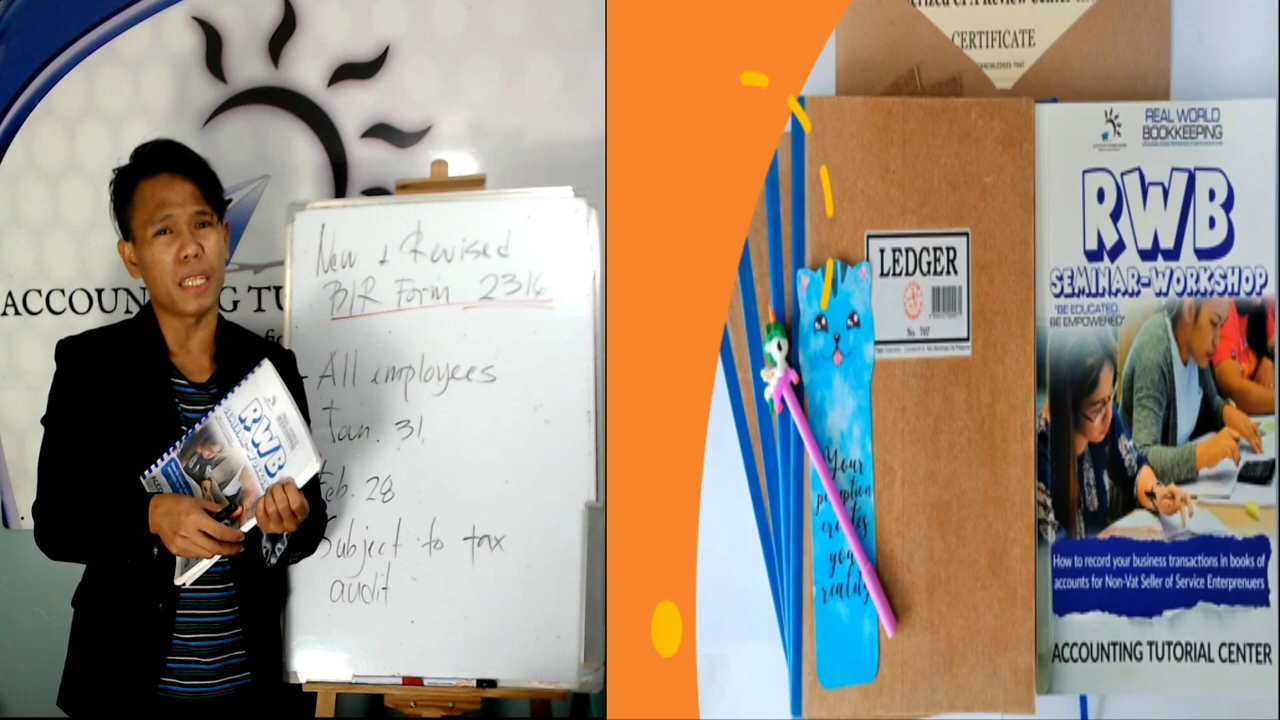 ACCOUN G TU
New & Revised
BIR Form 2316
- All employees
Jan. 31
Feb. 28
Subject to tax
audit
RWB
CERTIFICATE
LEDGER
No. 
Your
perception
creates
your
reality
REAL WORLD
BOOKKEEPING
RWB
SEMINAR-WORKSHOP
"BE EDUCATED.
BE EMPOWERED"
How to record your business transactions in books of
accounts for Non-Vat Seller of Service Enterprenuers
ACCOUNTING TUTORIAL CENTER